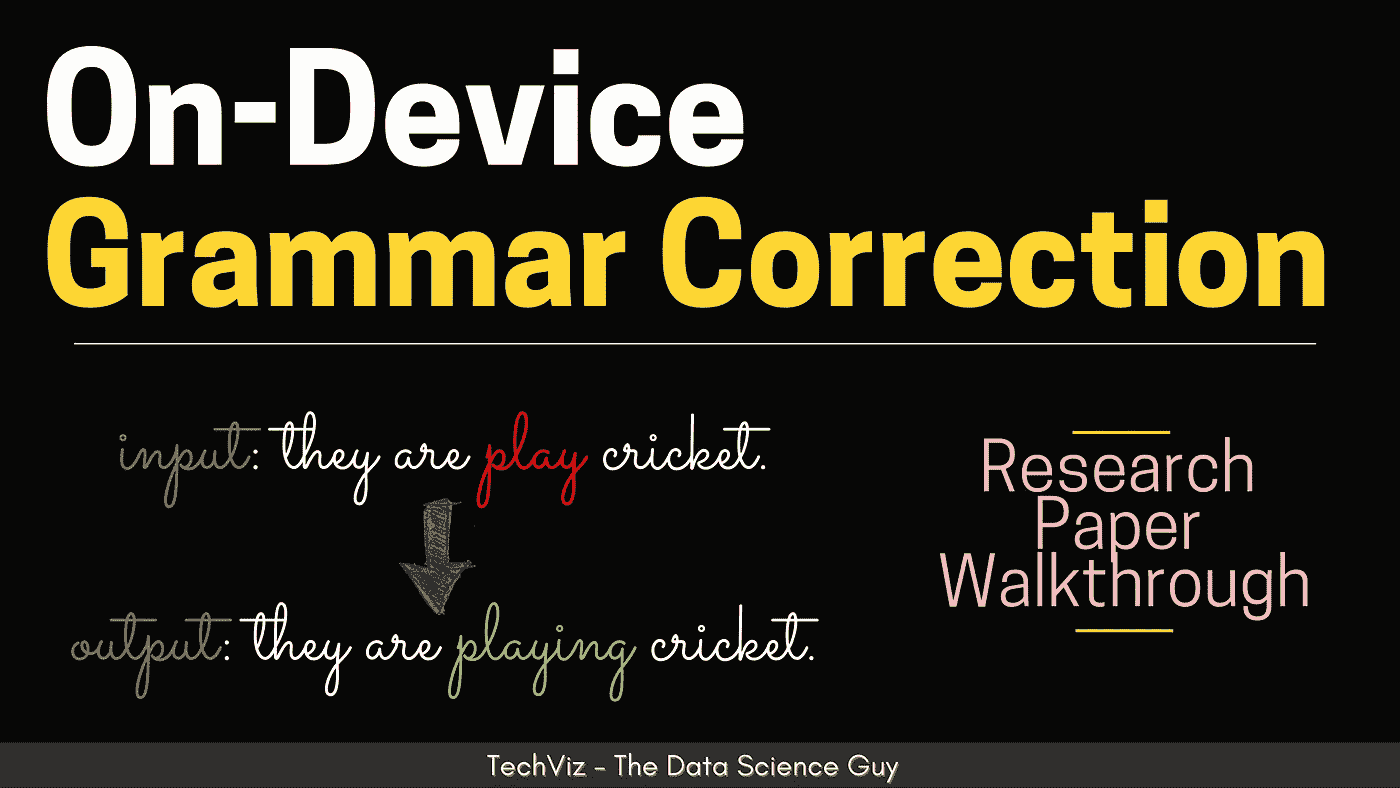 On-Device
Grammar Correction
input: they are play cricket.
output: they are playing cricket.
Research
Paper
Walkthrough
TechViz - The Data Science Guy